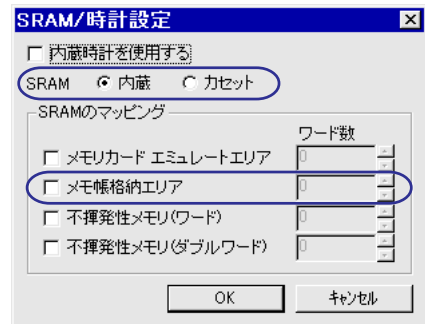 SRAM/時計設定
内蔵時計を使用する
SRAM 内蔵 カセット
SRAMのマッピング
ワード数
メモリカード エミュレートエリア 0
メモ帳格納エリア 0
不揮発性メモリ(ワード) 0
不揮発性メモリ(ダブルワード) 0
OK キャンセル